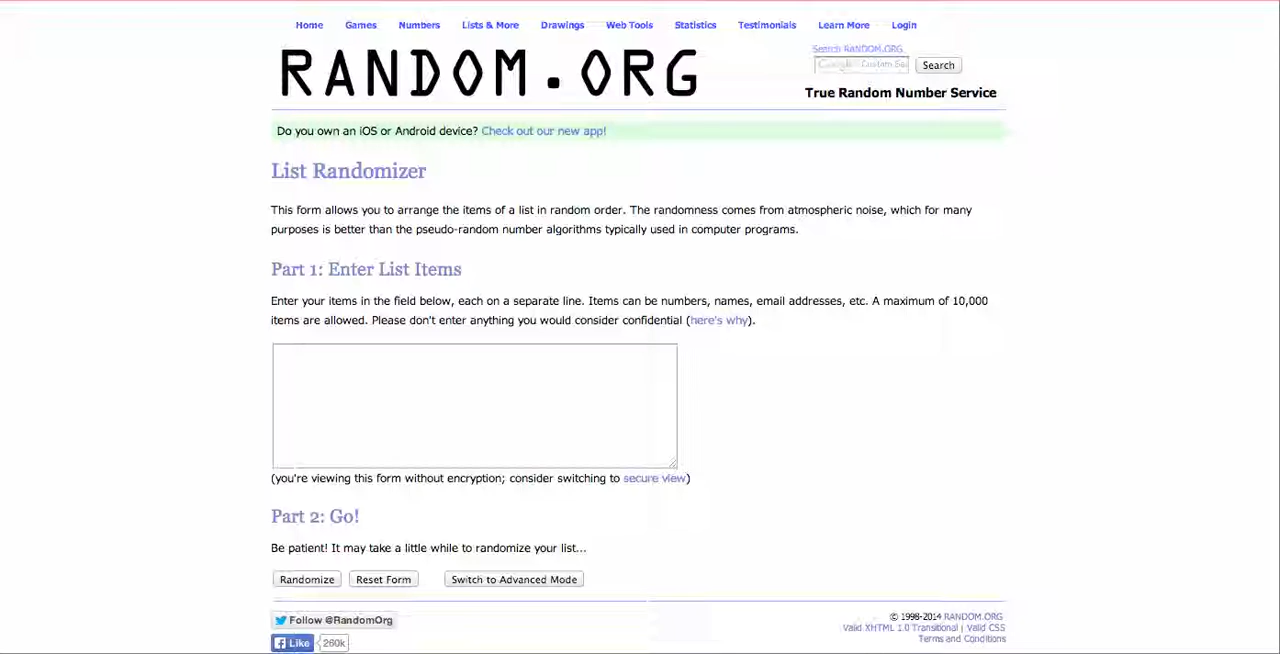 Home Games Numbers Lists & More Drawings Web Tools Statistics Testimonials Learn More Login
RANDOM.ORG
Search RANDOM.ORG
Google Custom Sea
Search
True Random Number Service
Do you own an iOS or Android device? Check out our new app!
List Randomizer
This form allows you to arrange the items of a list in random order. The randomness comes from atmospheric noise, which for many
purposes is better than the pseudo-random number algorithms typically used in computer programs.
Part 1: Enter List Items
Enter your items in the field below, each on a separate line. Items can be numbers, names, email addresses, etc. A maximum of 10,000
items are allowed. Please don't enter anything you would consider confidential (here's why).
(you're viewing this form without encryption; consider switching to secure view)
Part 2: Go!
Be patient! It may take a little while to randomize your list...
Randomize Reset Form Switch to Advanced Mode
Follow @RandomOrg
Like 260k
© 1998-2014 RANDOM.ORG
Valid XHTML 1.0 Transitional | Valid CSS
Terms and Conditions